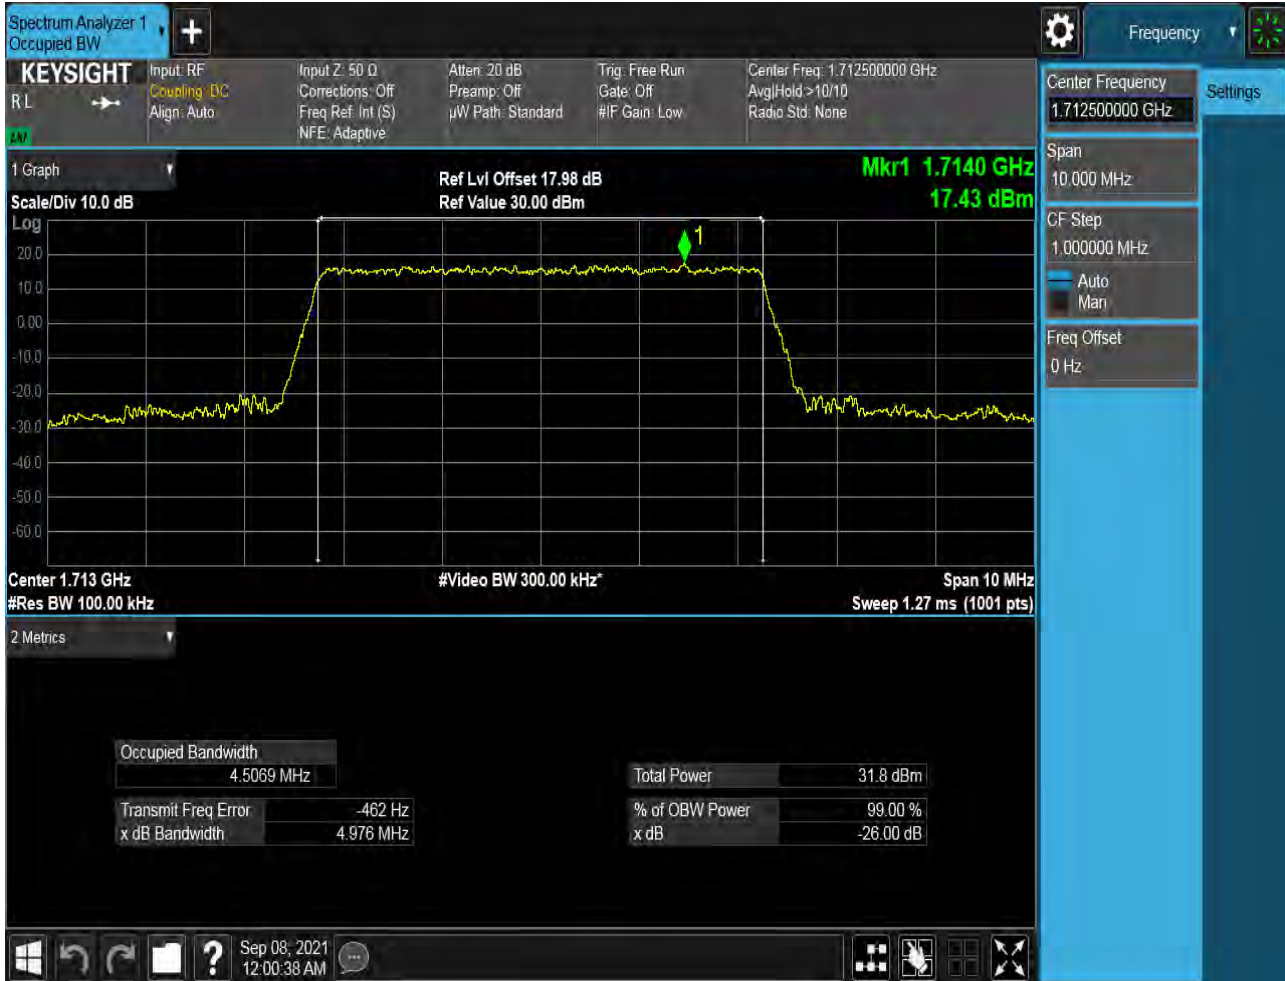 Spectrum Analyzer 1
Occupied BW
Frequency
KEYSIGHT
R L
Input: RF
Coupling: DC
Align: Auto
Input Z: 50 Ω
Corrections: Off
Freq Ref: Int (S)
NFE: Adaptive
Atten: 20 dB
Preamp: Off
µW Path: Standard
Trig: Free Run
Gate: Off
#IF Gain: Low
Center Freq: 1.712500000 GHz
Avg|Hold:>10/10
Radio Std: None
Center Frequency
1.712500000 GHz
Settings
Span
10.000 MHz
CF Step
1.000000 MHz
Auto
Man
Freq Offset
0 Hz
1 Graph
Scale/Div 10.0 dB
Ref Lvl Offset 17.98 dB
Ref Value 30.00 dBm
Mkr1 1.7140 GHz
17.43 dBm
Log
1
20.0
10.0
0.00
-10.0
-20.0
-30.0
-40.0
-50.0
-60.0
Center 1.713 GHz
#Video BW 300.00 kHz*
Span 10 MHz
#Res BW 100.00 kHz
Sweep 1.27 ms (1001 pts)
2 Metrics
Occupied Bandwidth
4.5069 MHz
Total Power 31.8 dBm
Transmit Freq Error -462 Hz
% of OBW Power 99.00 %
x dB Bandwidth 4.976 MHz
x dB -26.00 dB
Sep 08, 2021
12:00:38 AM